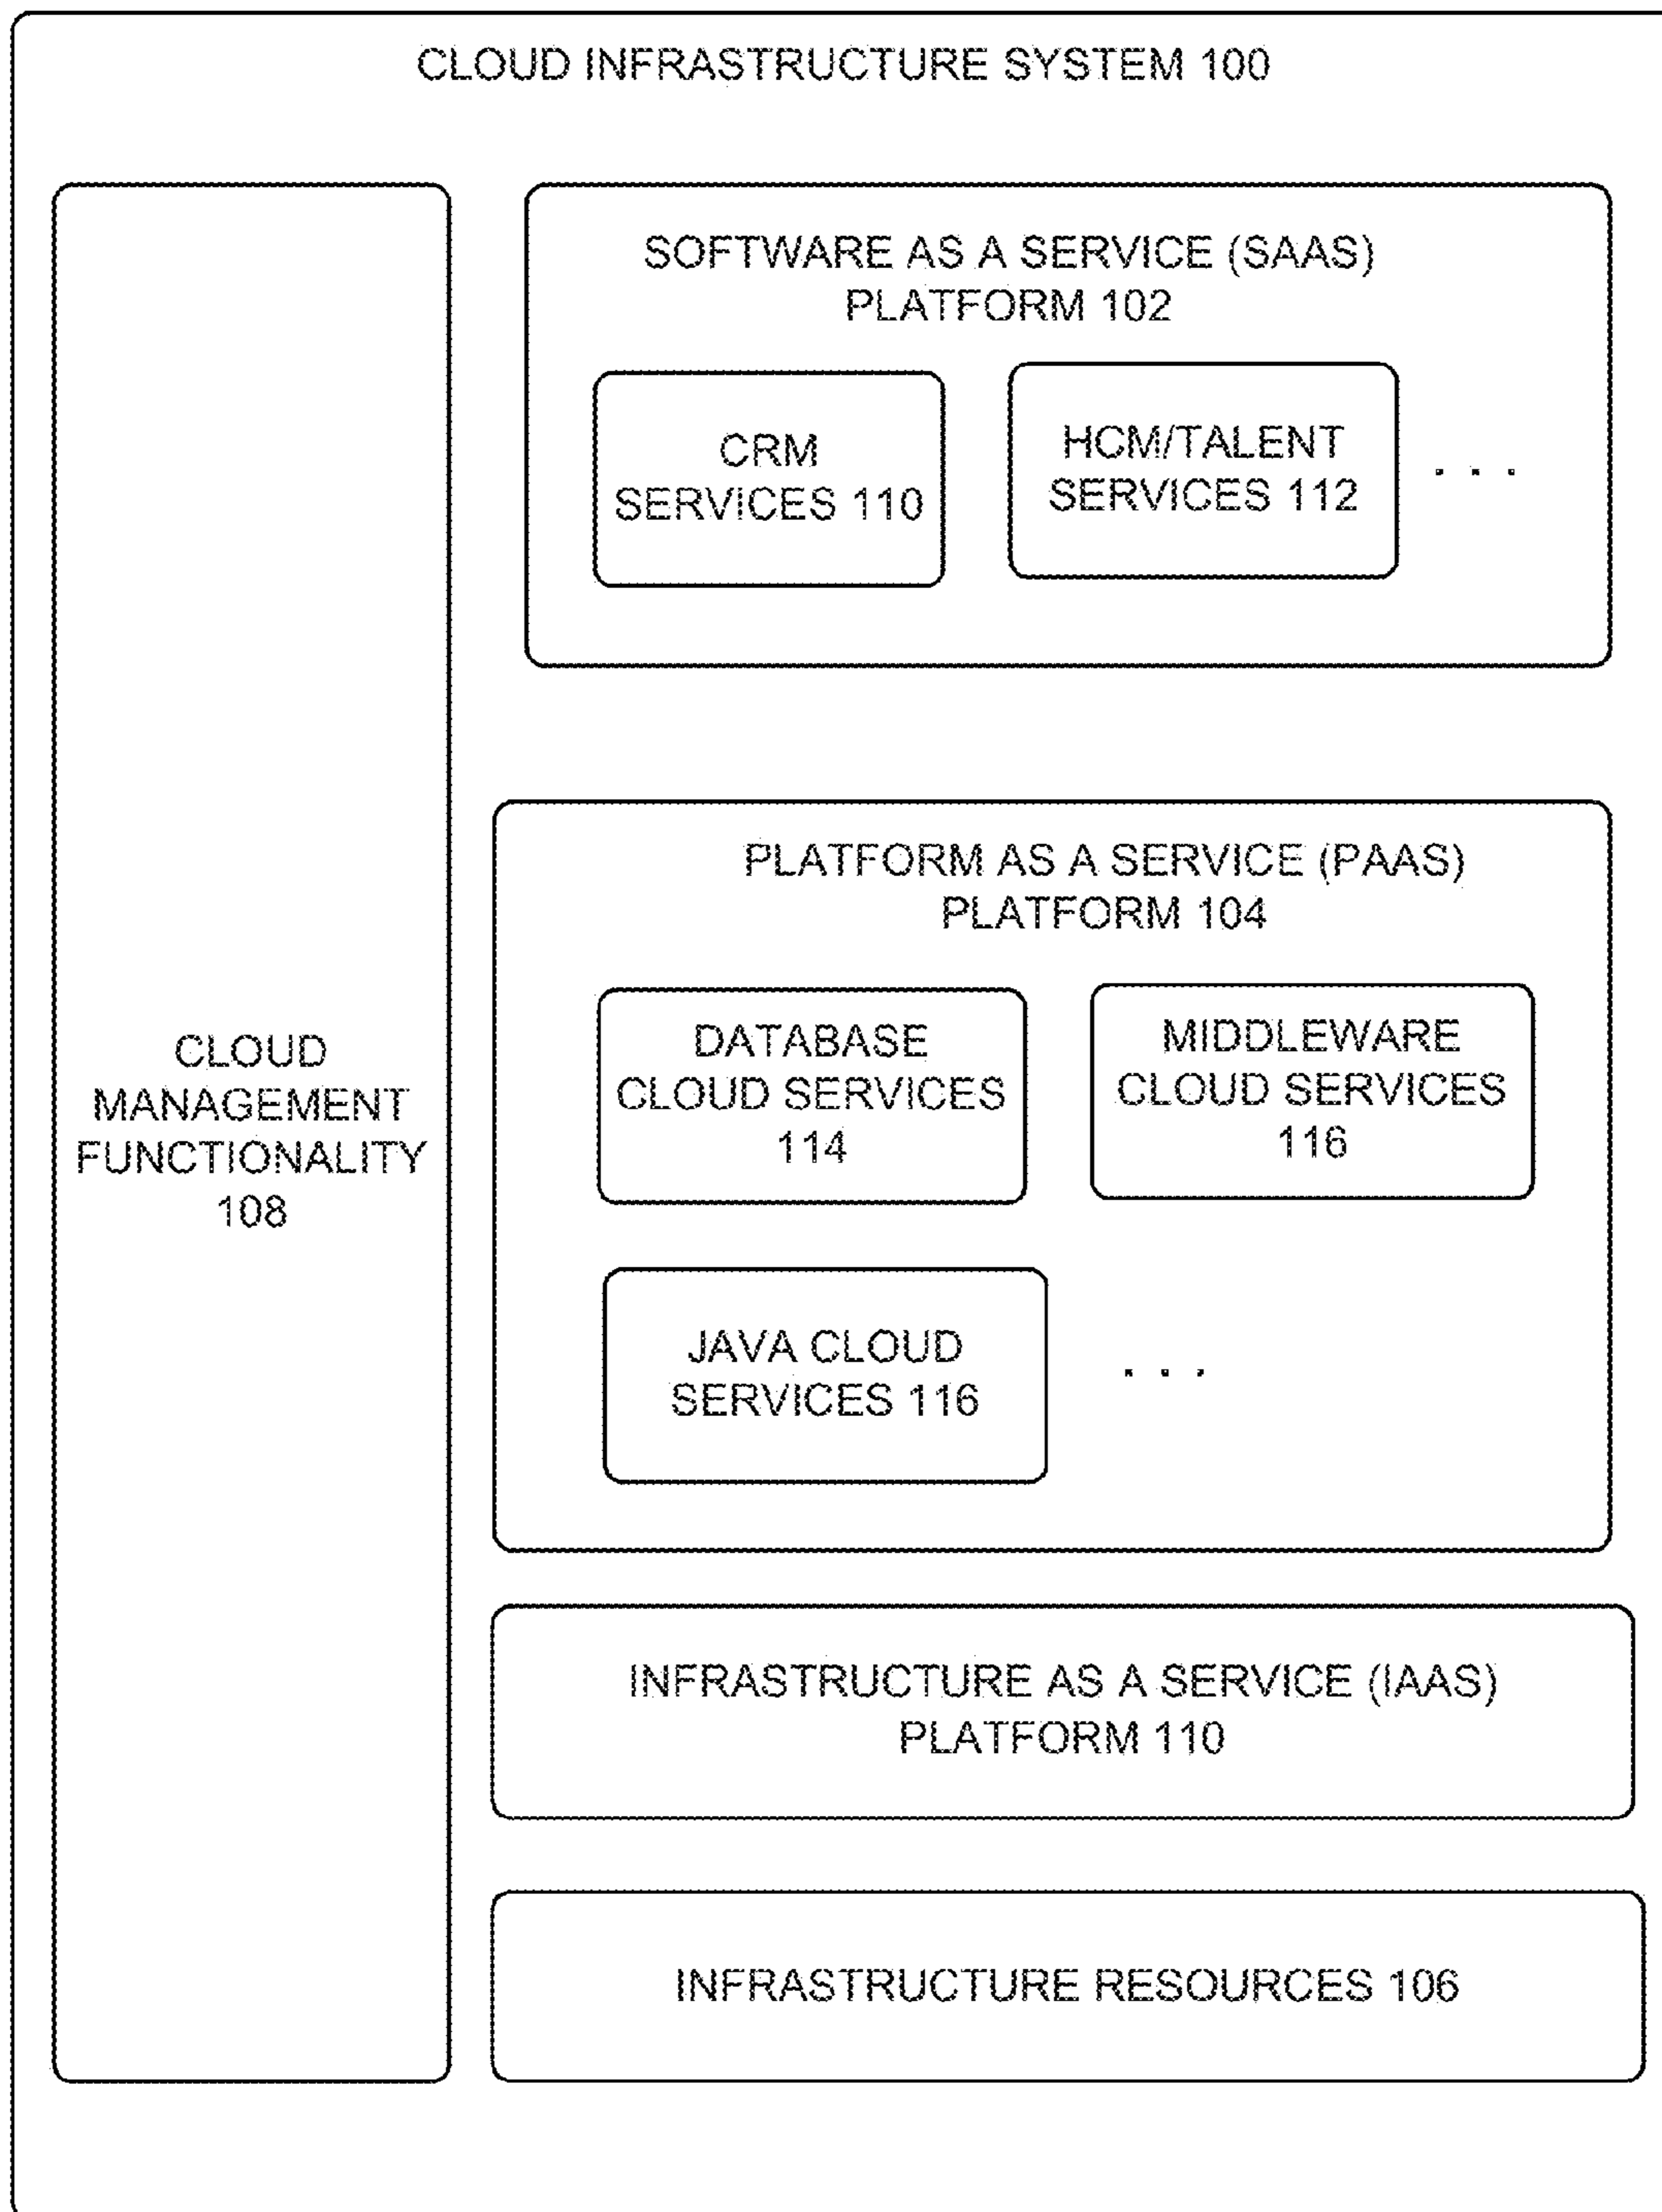 CLOUD INFRASTRUCTURE SYSTEM 100
SOFTWARE AS A SERVICE (SAAS)
PLATFORM 102
CRM
SERVICES 110
HCM/TALENT
SERVICES 112
. . .
CLOUD
MANAGEMENT
FUNCTIONALITY
108
PLATFORM AS A SERVICE (PAAS)
PLATFORM 104
DATABASE
CLOUD SERVICES
114
MIDDLEWARE
CLOUD SERVICES
116
JAVA CLOUD
SERVICES 116
. . .
INFRASTRUCTURE AS A SERVICE (IAAS)
PLATFORM 110
INFRASTRUCTURE RESOURCES 106